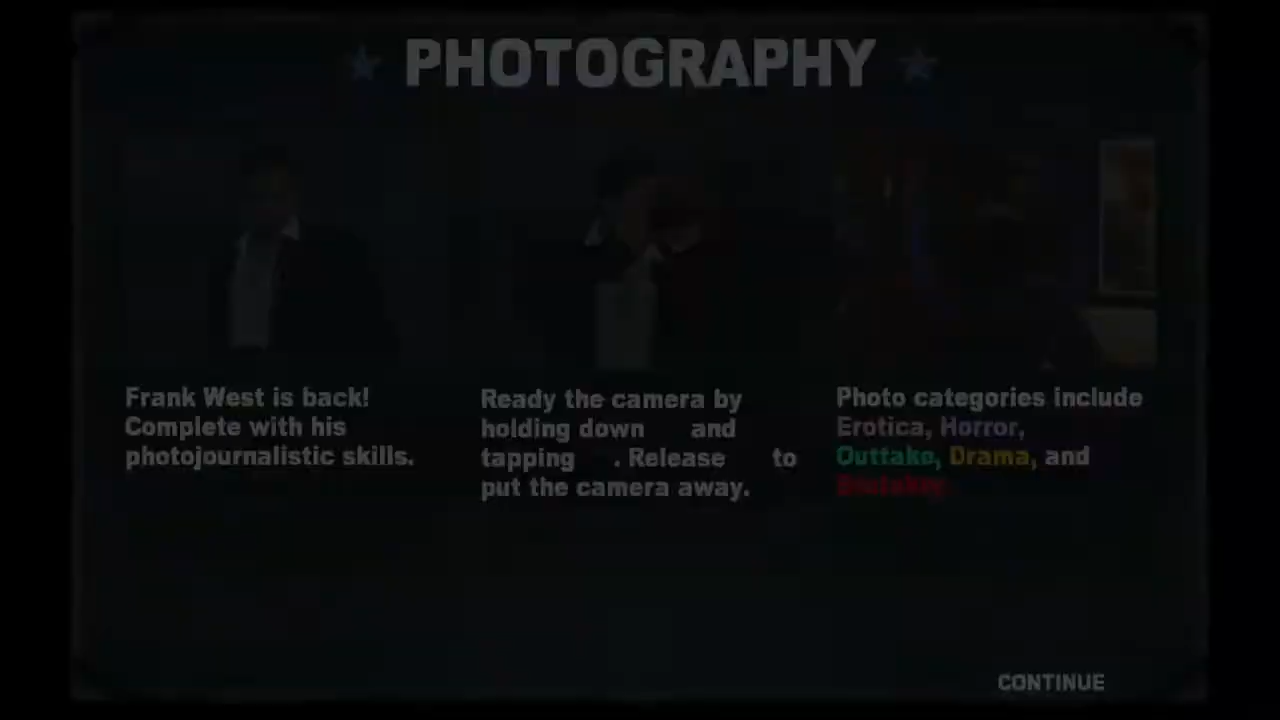 PHOTOGRAPHY
Frank West is back!
Complete with his
photojournalistic skills.
Ready the camera by
holding down and
tapping . Release to
put the camera away.
Photo categories include
Erotica, Horror,
Outtake, Drama, and
Brutality.
CONTINUE